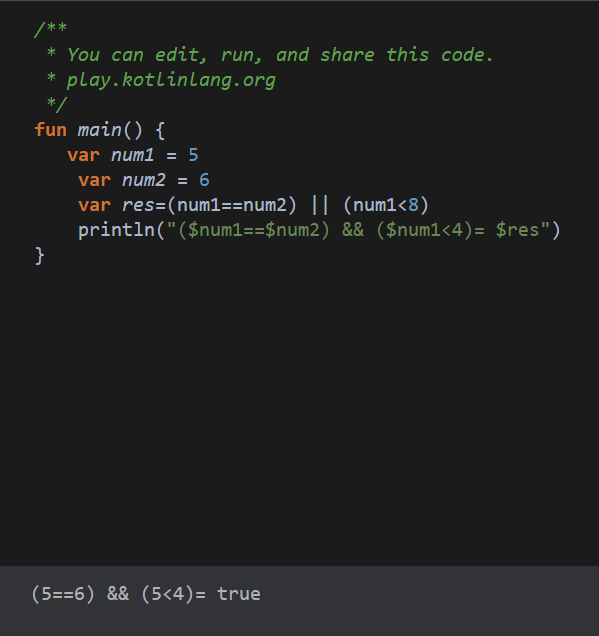 /**
 * You can edit, run, and share this code.
 * play.kotlinlang.org
 */
fun main() {
   var num1 = 5
    var num2 = 6
    var res=(num1==num2) || (num1<8)
    println("($num1==$num2) && ($num1<4)= $res")
}
(5==6) && (5<4)= true